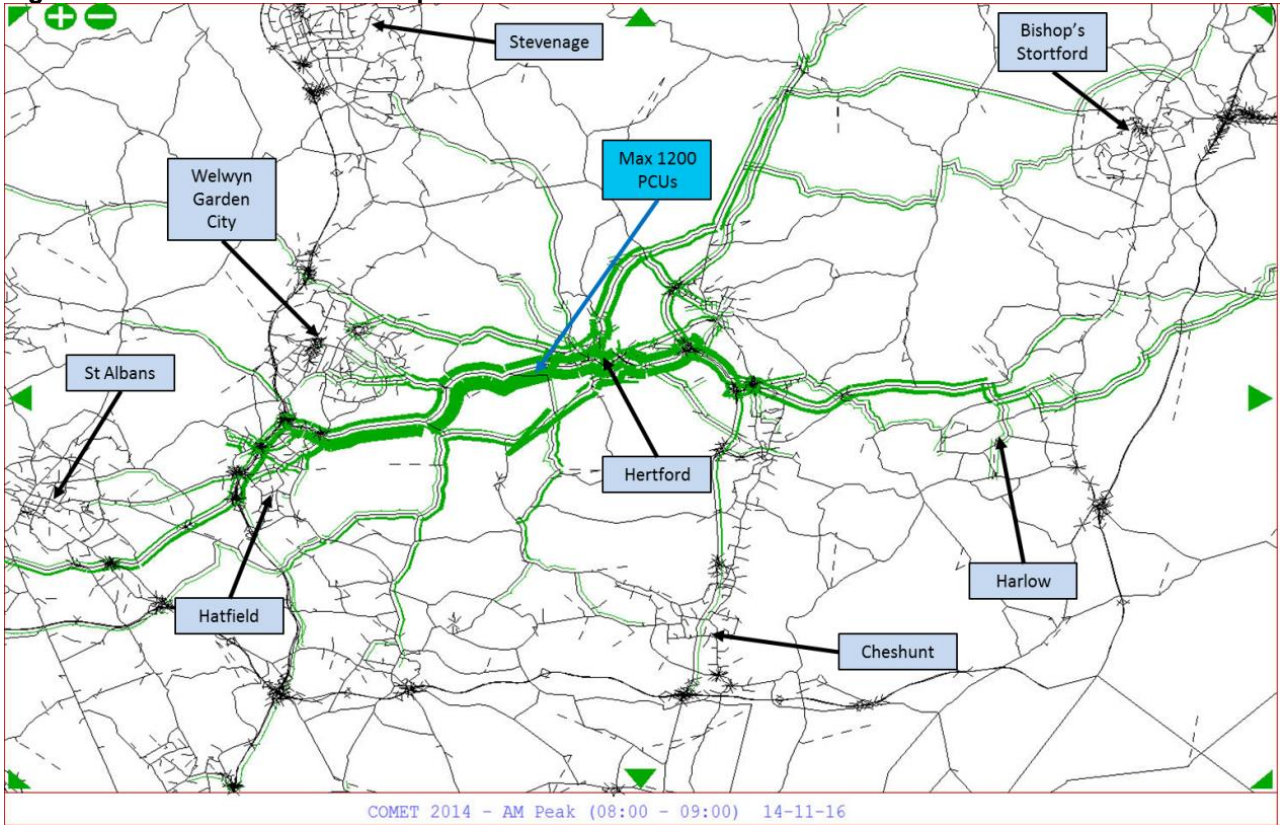 Stevenage
Bishop's
Stortford
Max 1200
PCUs
Welwyn
Garden
City
St Albans
Hertford
Harlow
Hatfield
Cheshunt
COMET 2014 - AM Peak (08:00 - 09:00) 14-11-16